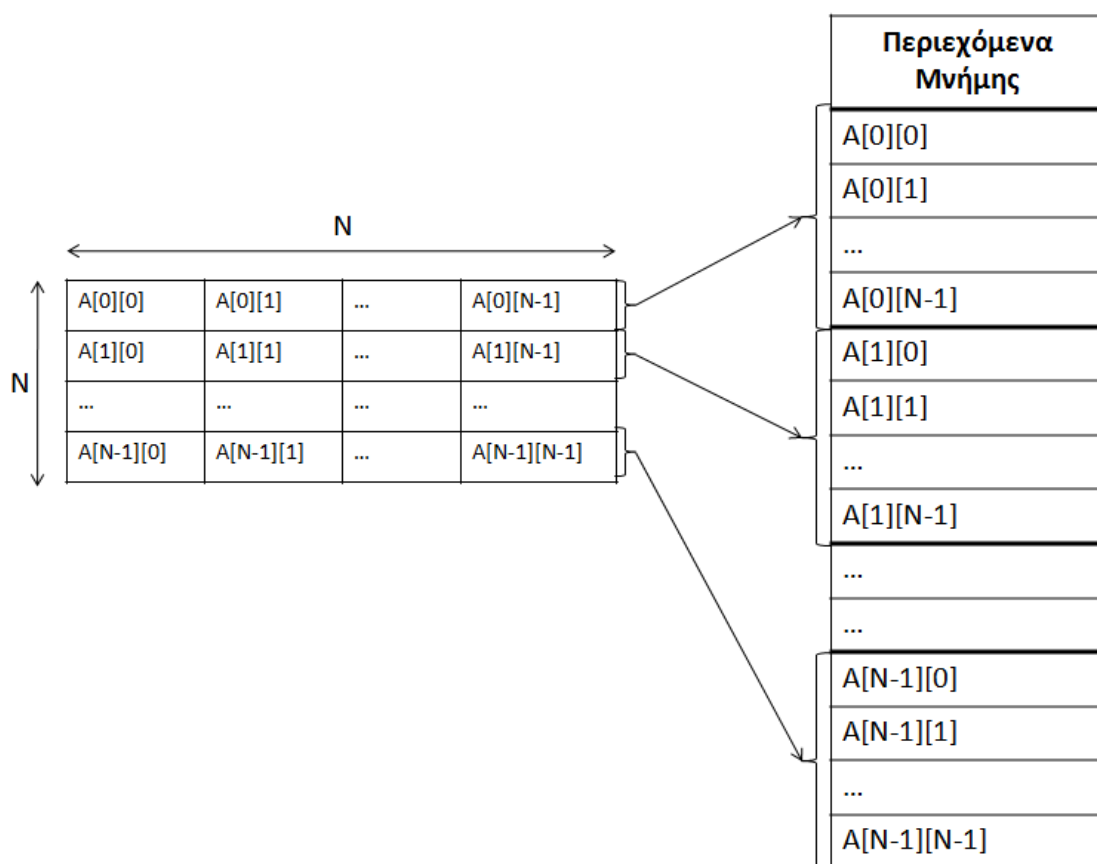 N
N
A[0][0] A[0][1] ... A[0][N-1]
A[1][0] A[1][1] ... A[1][N-1]
... ... ... ...
A[N-1][0] A[N-1][1] ... A[N-1][N-1]
Περιεχόμενα
Μνήμης
A[0][0]
A[0][1]
...
A[0][N-1]
A[1][0]
A[1][1]
...
A[1][N-1]
...
...
A[N-1][0]
A[N-1][1]
...
A[N-1][N-1]